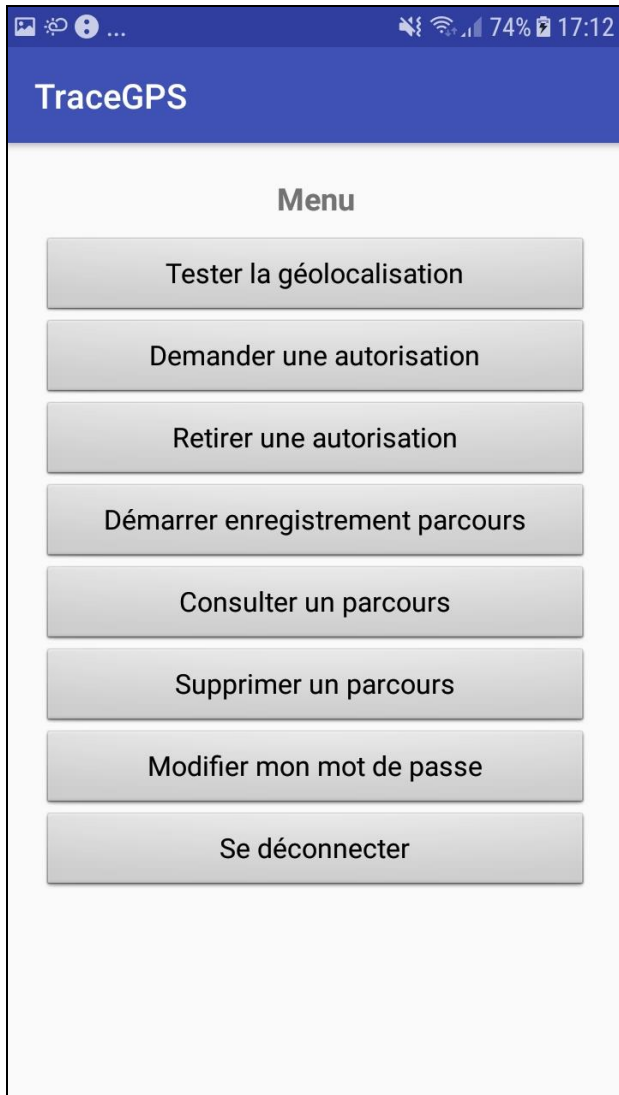 ... 74% 17:12
TraceGPS
Menu
Tester la géolocalisation
Demander une autorisation
Retirer une autorisation
Démarrer enregistrement parcours
Consulter un parcours
Supprimer un parcours
Modifier mon mot de passe
Se déconnecter